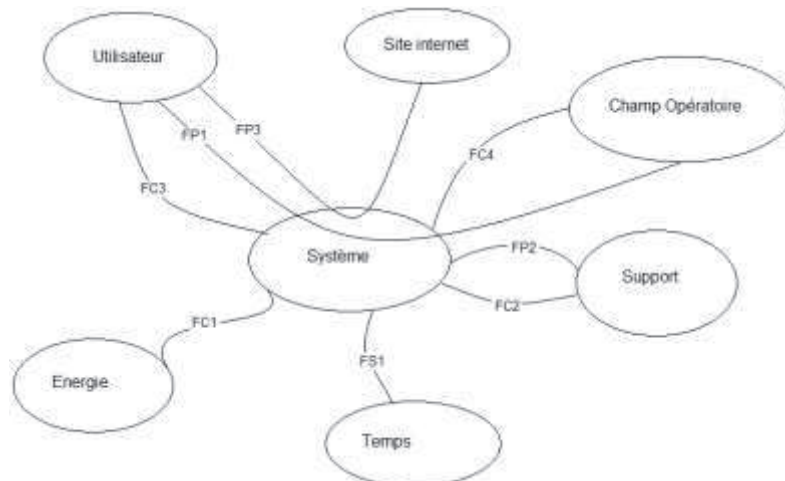 Utilisateur
Site internet
Champ Opératoire
FP1
FP3
FC4
FC3
Système
FP2
Support
FC2
FC1
FS1
Energie
Temps